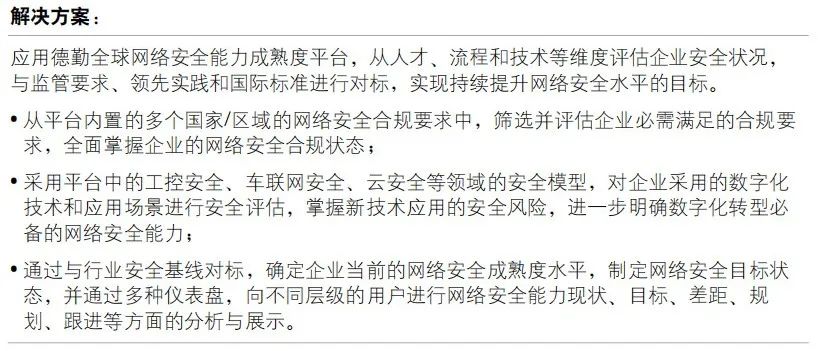 解决方案：
应用德勤全球网络安全能力成熟度平台，从人才、流程和技术等维度评估企业安全状况，
与监管要求、领先实践和国际标准进行对标，实现持续提升网络安全水平的目标。
• 从平台内置的多个国家/区域的网络安全合规要求中，筛选并评估企业必需满足的合规要
求，全面掌握企业的网络安全合规状态；
• 采用平台中的工控安全、车联网安全、云安全等领域的安全模型，对企业采用的数字化
技术和应用场景进行安全评估，掌握新技术应用的安全风险，进一步明确数字化转型必
备的网络安全能力；
• 通过与行业安全基线对标，确定企业当前的网络安全成熟度水平，制定网络安全目标状
态，并通过多种仪表盘，向不同层级的用户进行网络安全能力现状、目标、差距、规
划、跟进等方面的分析与展示。